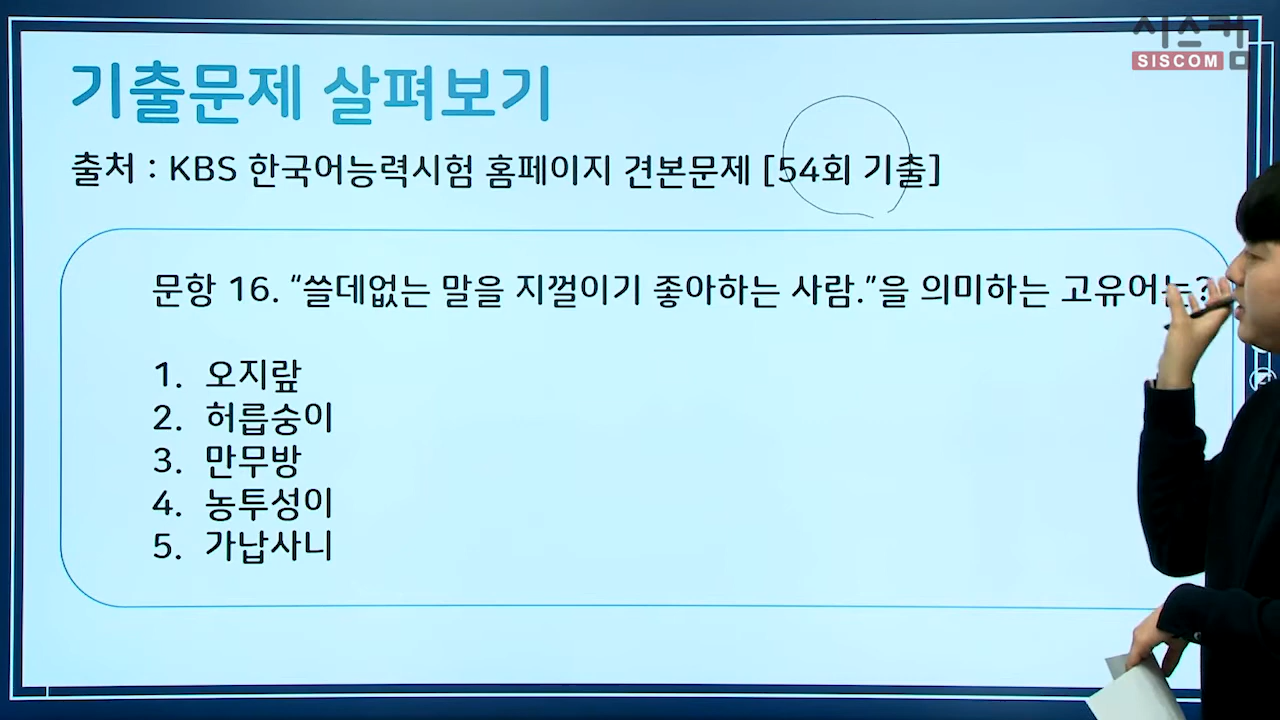 시스컴
SISCOM
기출문제 살펴보기
출처 : KBS 한국어능력시험 홈페이지 견본문제 [54회 기출]
문항 16. “쓸데없는 말을 지껄이기 좋아하는 사람.”을 의미하는 고유어는?
1. 오지랖
2. 허릅숭이
3. 만무방
4. 농투성이
5. 가납사니